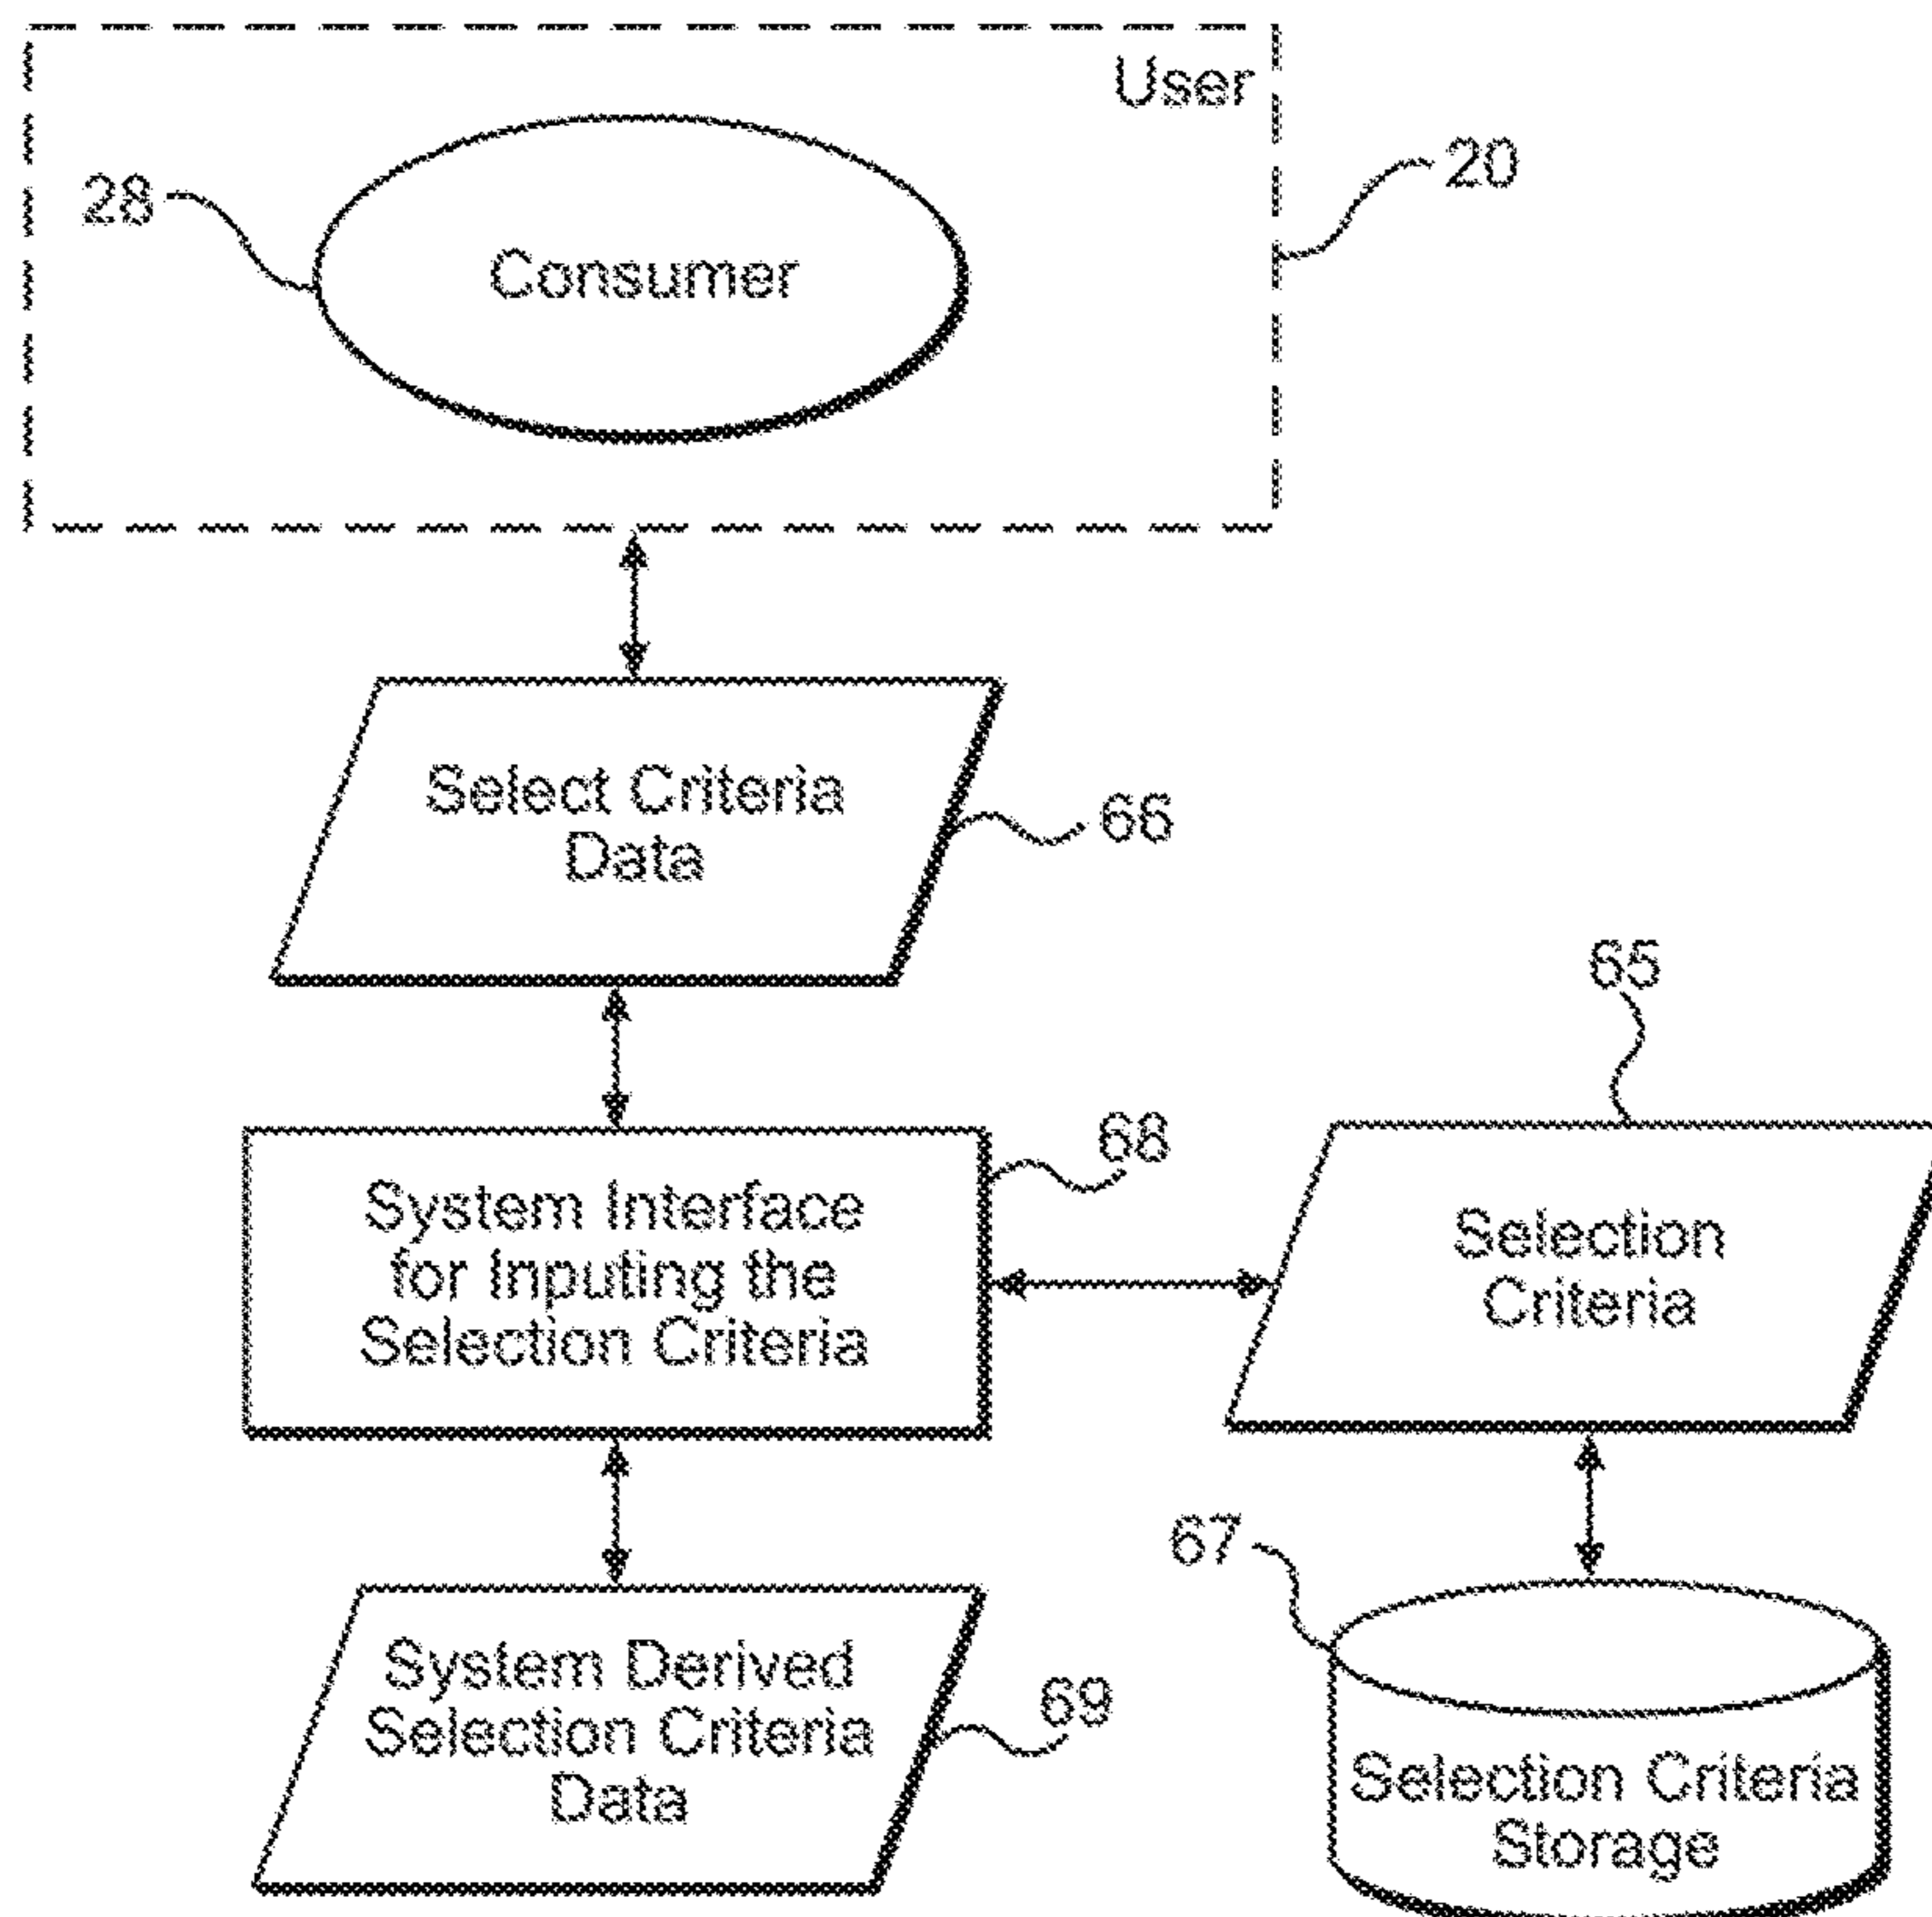 User
20
28
Consumer
Select Criteria
Data
66
65
68
System Interface
for Inputing the
Selection Criteria
Selection
Criteria
67
System Derived
Selection Criteria
Data
69
Selection Criteria
Storage